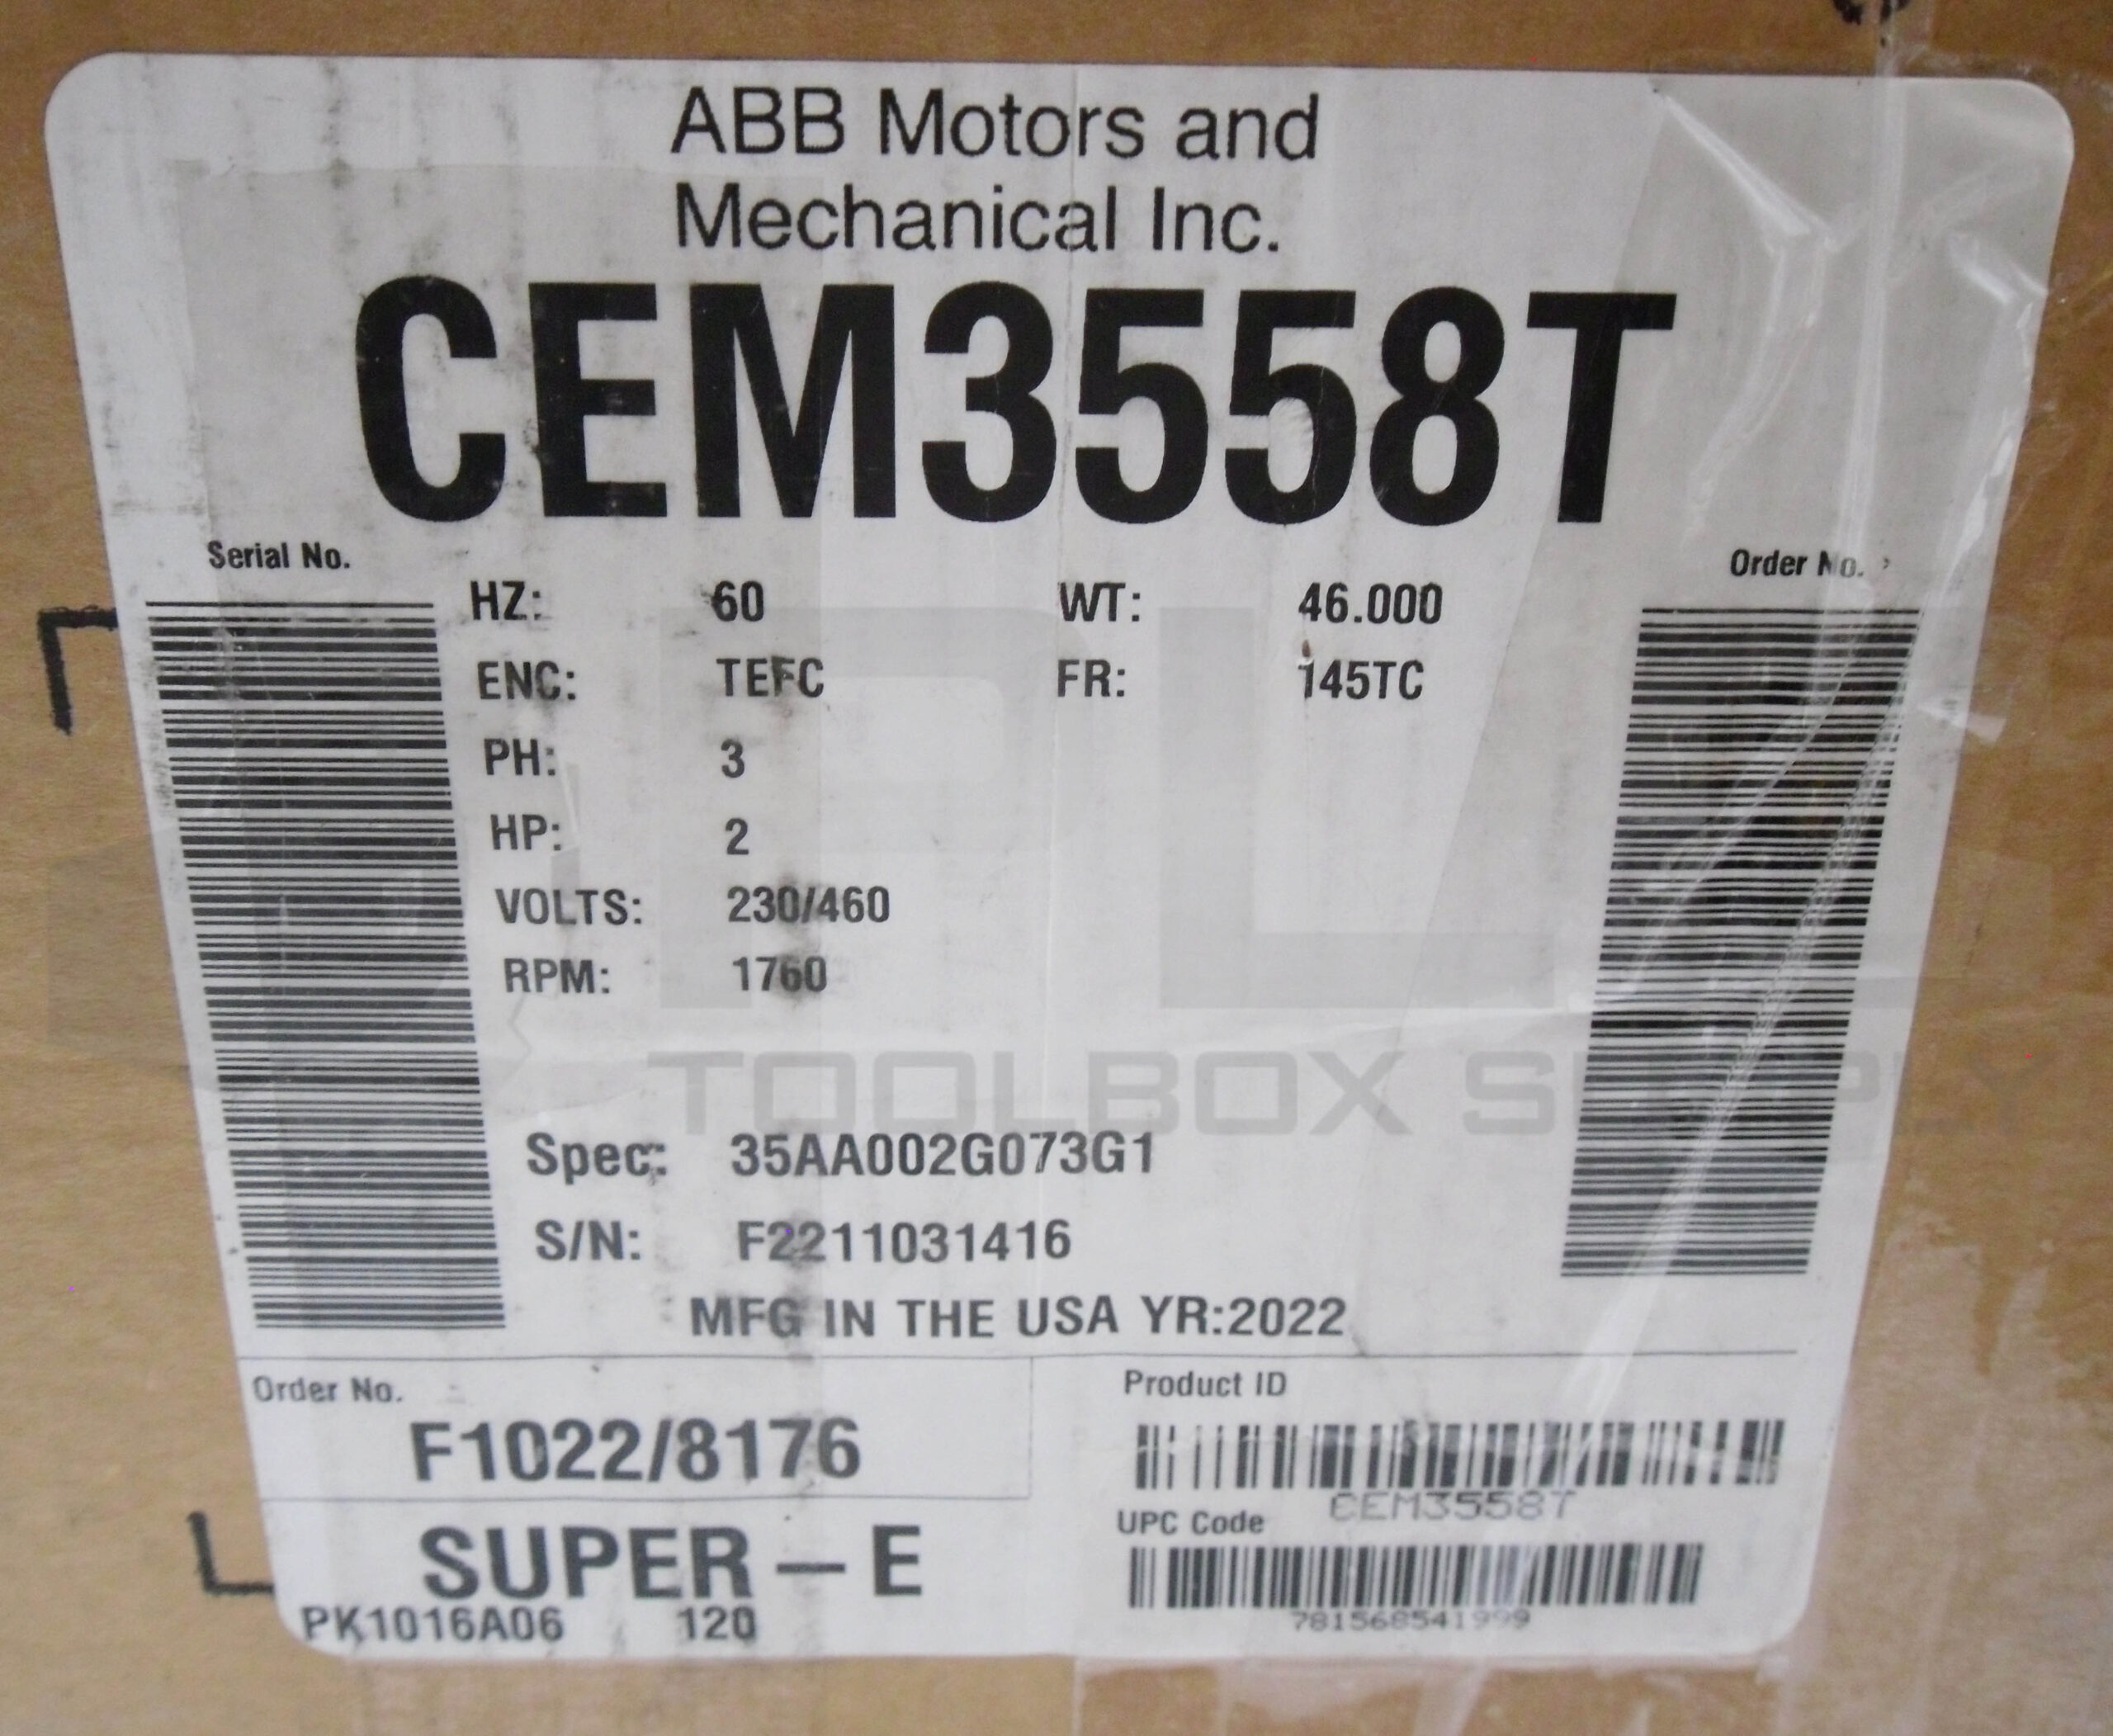 ABB Motors and
Mechanical Inc.
CEM3558T
Serial No.
Order No.
HZ: 60 WT: 46.000
ENC: TEFC FR: 145TC
PH: 3
HP: 2
VOLTS: 230/460
RPM: 1760
PL
TOOLBOX SUPPLY
Spec: 35AA002G073G1
S/N: F2211031416
MFG IN THE USA YR:2022
Order No.
F1022/8176
Product ID
CEM3558T
UPC Code
781568541999
SUPER - E
PK1016A06 120